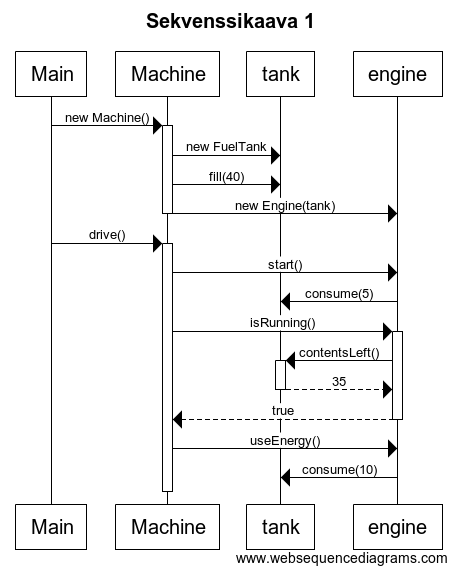 Sekvenssikaava 1
Main Machine tank engine
new Machine()
new FuelTank
fill(40)
new Engine(tank)
drive()
start()
consume(5)
isRunning()
contentsLeft()
35
true
useEnergy()
consume(10)
Main Machine tank engine
www.websequencediagrams.com